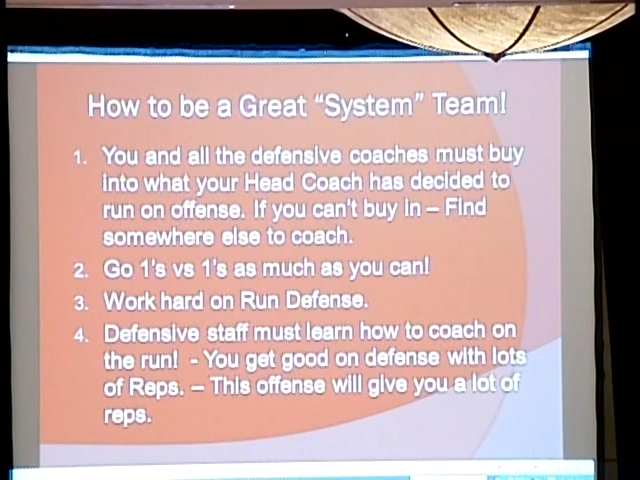 How to be a Great “System” Team!
1. You and all the defensive coaches must buy
into what your Head Coach has decided to
run on offense. If you can't buy in – Find
somewhere else to coach.
2. Go 1's vs 1's as much as you can!
3. Work hard on Run Defense.
4. Defensive staff must learn how to coach on
the run! - You get good on defense with lots
of Reps. – This offense will give you a lot of
reps.